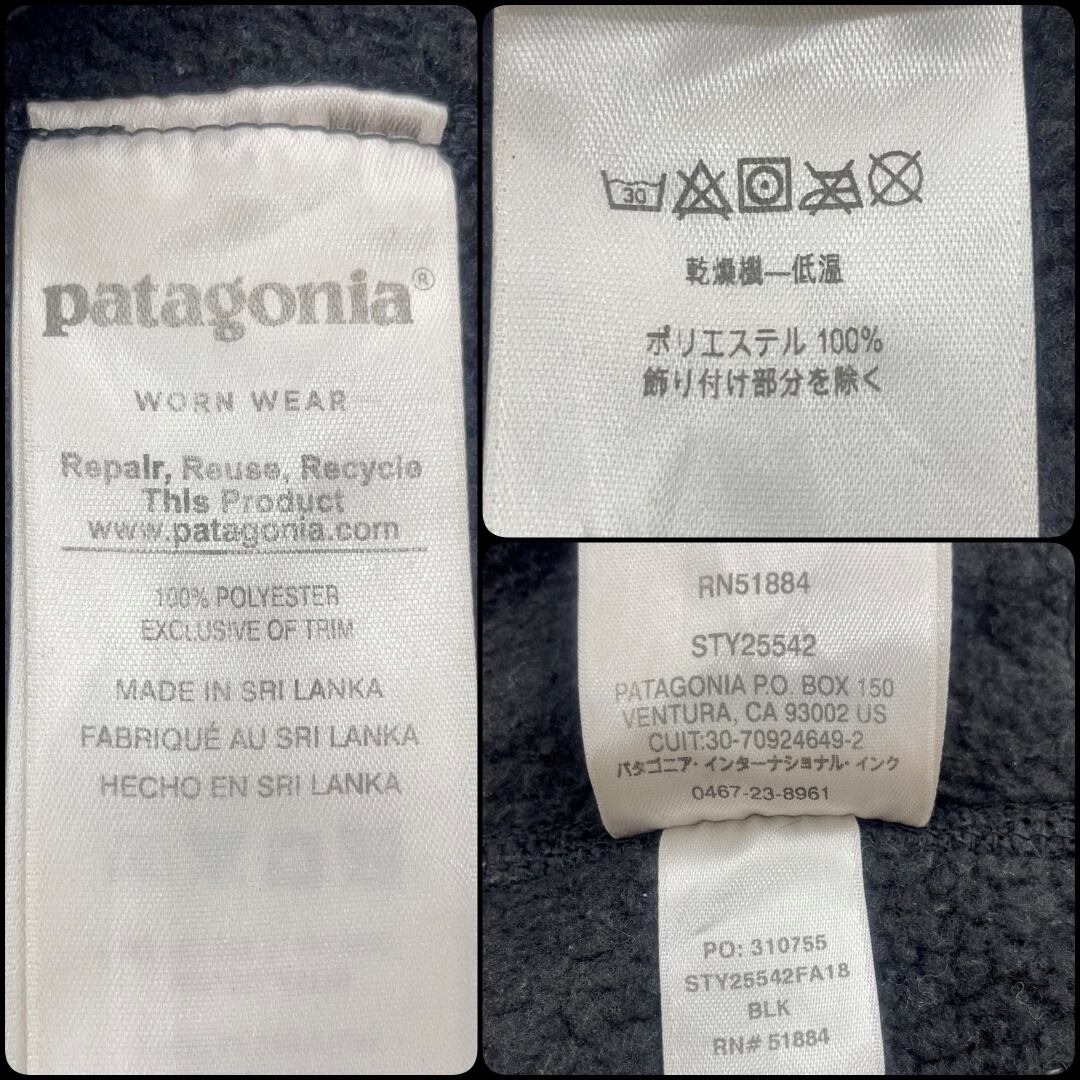 patagonia®
WORN WEAR
Repair, Reuse, Recycle
This Product
www.patagonia.com
100% POLYESTER
EXCLUSIVE OF TRIM
MADE IN SRI LANKA
FABRIQUÉ AU SRI LANKA
HECHO EN SRI LANKA
30
乾燥機—低温
ポリエステル 100%
飾り付け部分を除く
RN51884
STY25542
PATAGONIA P.O. BOX 150
VENTURA, CA 93002 US
CUIT:30-70924649-2
パタゴニア・インターナショナル・インク
0467-23-8961
PO: 310755
STY25542FA18
BLK
RN# 51884